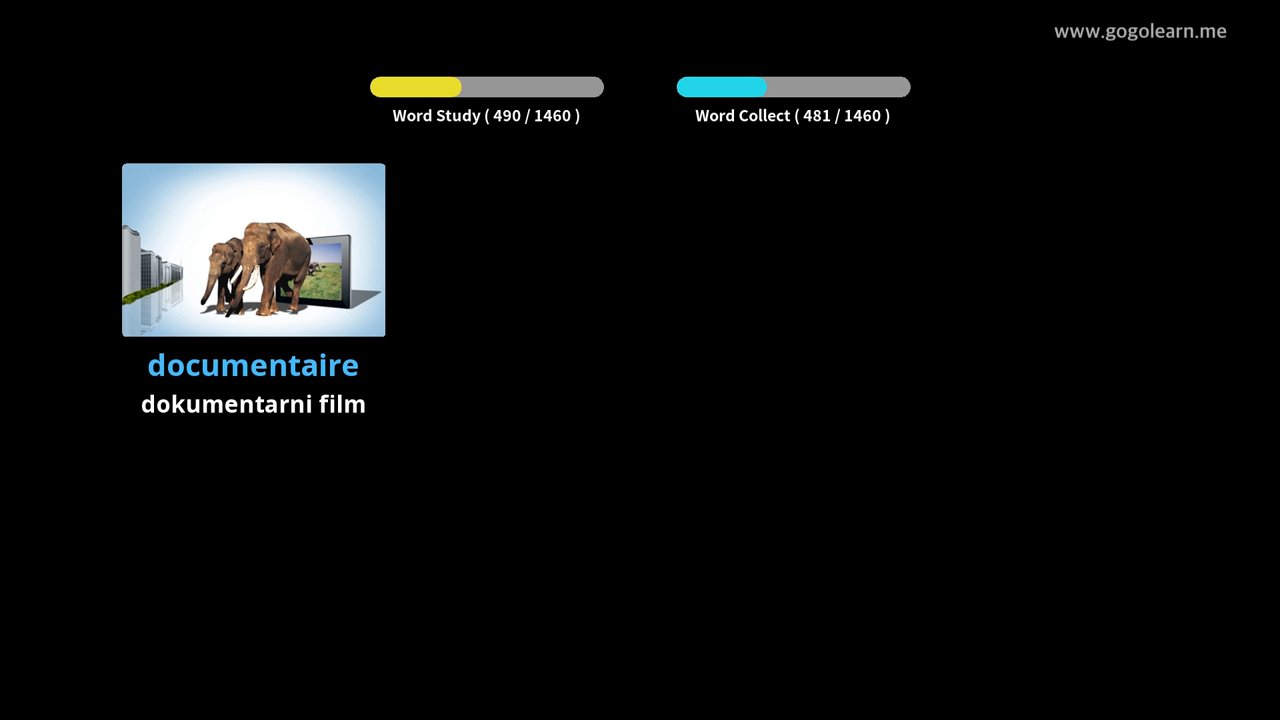 www.gogolearn.me
Word Study ( 490 / 1460 )
Word Collect ( 481 / 1460 )
documentaire
dokumentarni film